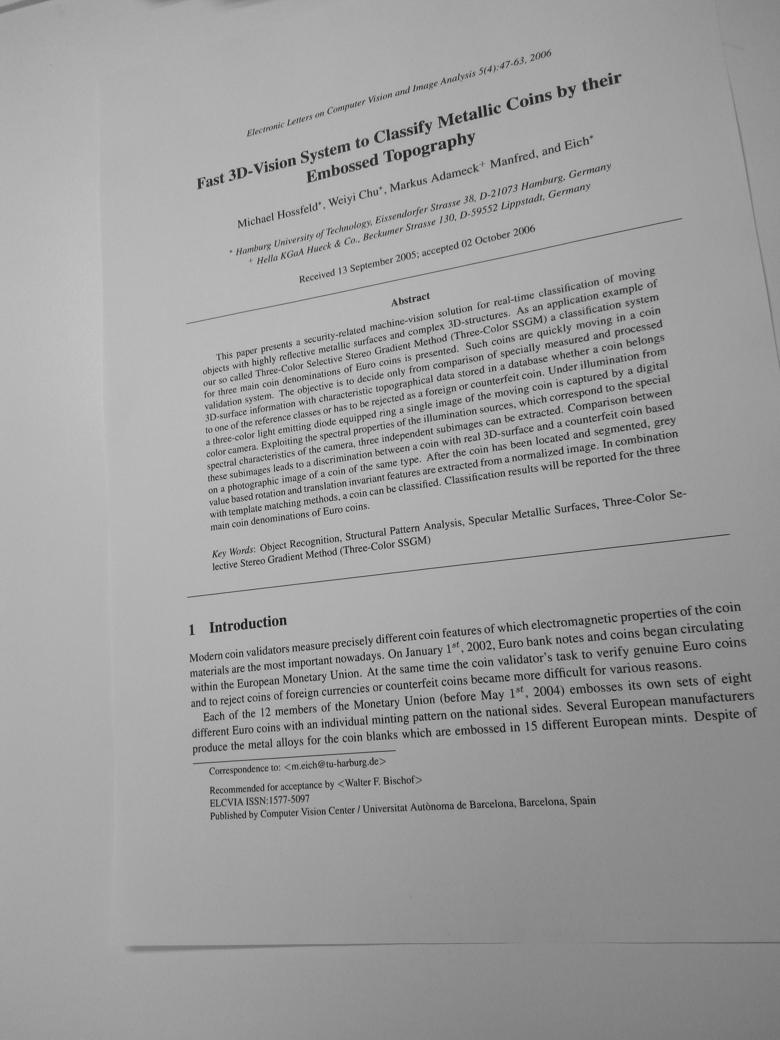 Electronic Letters on Computer Vision and Image Analysis 5(4):47-63, 2006
Fast 3D-Vision System to Classify Metallic Coins by their
Embossed Topography
Michael Hossfeld*, Weiyi Chu*, Markus Adameck+ Manfred, and Eich*
* Hamburg University of Technology, Eissendorfer Strasse 38, D-21073 Hamburg, Germany
+ Hella KGaA Hueck & Co., Beckumer Strasse 130, D-59552 Lippstadt, Germany
Received 13 September 2005; accepted 02 October 2006
Abstract
This paper presents a security-related machine-vision solution for real-time classification of moving
objects with highly reflective metallic surfaces and complex 3D-structures. As an application example of
our so called Three-Color Selective Stereo Gradient Method (Three-Color SSGM) a classification system
for three main coin denominations of Euro coins is presented. Such coins are quickly moving in a coin
validation system. The objective is to decide only from comparison of specially measured and processed
3D-surface information with characteristic topographical data stored in a database whether a coin belongs
to one of the reference classes or has to be rejected as a foreign or counterfeit coin. Under illumination from
a three-color light emitting diode equipped ring a single image of the moving coin is captured by a digital
color camera. Exploiting the spectral properties of the illumination sources, which correspond to the special
spectral characteristics of the camera, three independent subimages can be extracted. Comparison between
these subimages leads to a discrimination between a coin with real 3D-surface and a counterfeit coin based
on a photographic image of a coin of the same type. After the coin has been located and segmented, grey
value based rotation and translation invariant features are extracted from a normalized image. In combination
with template matching methods, a coin can be classified. Classification results will be reported for the three
main coin denominations of Euro coins.
Key Words: Object Recognition, Structural Pattern Analysis, Specular Metallic Surfaces, Three-Color Se-
lective Stereo Gradient Method (Three-Color SSGM)
1 Introduction
Modern coin validators measure precisely different coin features of which electromagnetic properties of the coin
materials are the most important nowadays. On January 1st, 2002, Euro bank notes and coins began circulating
within the European Monetary Union. At the same time the coin validator's task to verify genuine Euro coins
and to reject coins of foreign currencies or counterfeit coins became more difficult for various reasons.
Each of the 12 members of the Monetary Union (before May 1st, 2004) embosses its own sets of eight
different Euro coins with an individual minting pattern on the national sides. Several European manufacturers
produce the metal alloys for the coin blanks which are embossed in 15 different European mints. Despite of
Correspondence to: <m.eich@tu-harburg.de>
Recommended for acceptance by <Walter F. Bischof>
ELCVIA ISSN:1577-5097
Published by Computer Vision Center / Universitat Autònoma de Barcelona, Barcelona, Spain